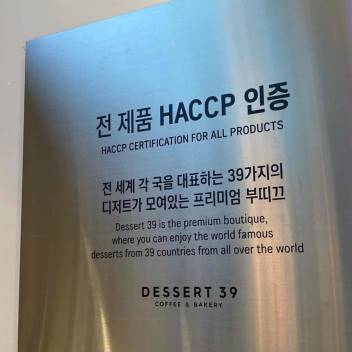 전 제품 HACCP 인증
HACCP CERTIFICATION FOR ALL PRODUCTS
전 세계 각 국을 대표하는 39가지의
디저트가 모여있는 프리미엄 부띠끄
Dessert 39 is the premium boutique,
where you can enjoy the world famous
desserts from 39 countries from all over the world
DESSERT 39
COFFEE & BAKERY